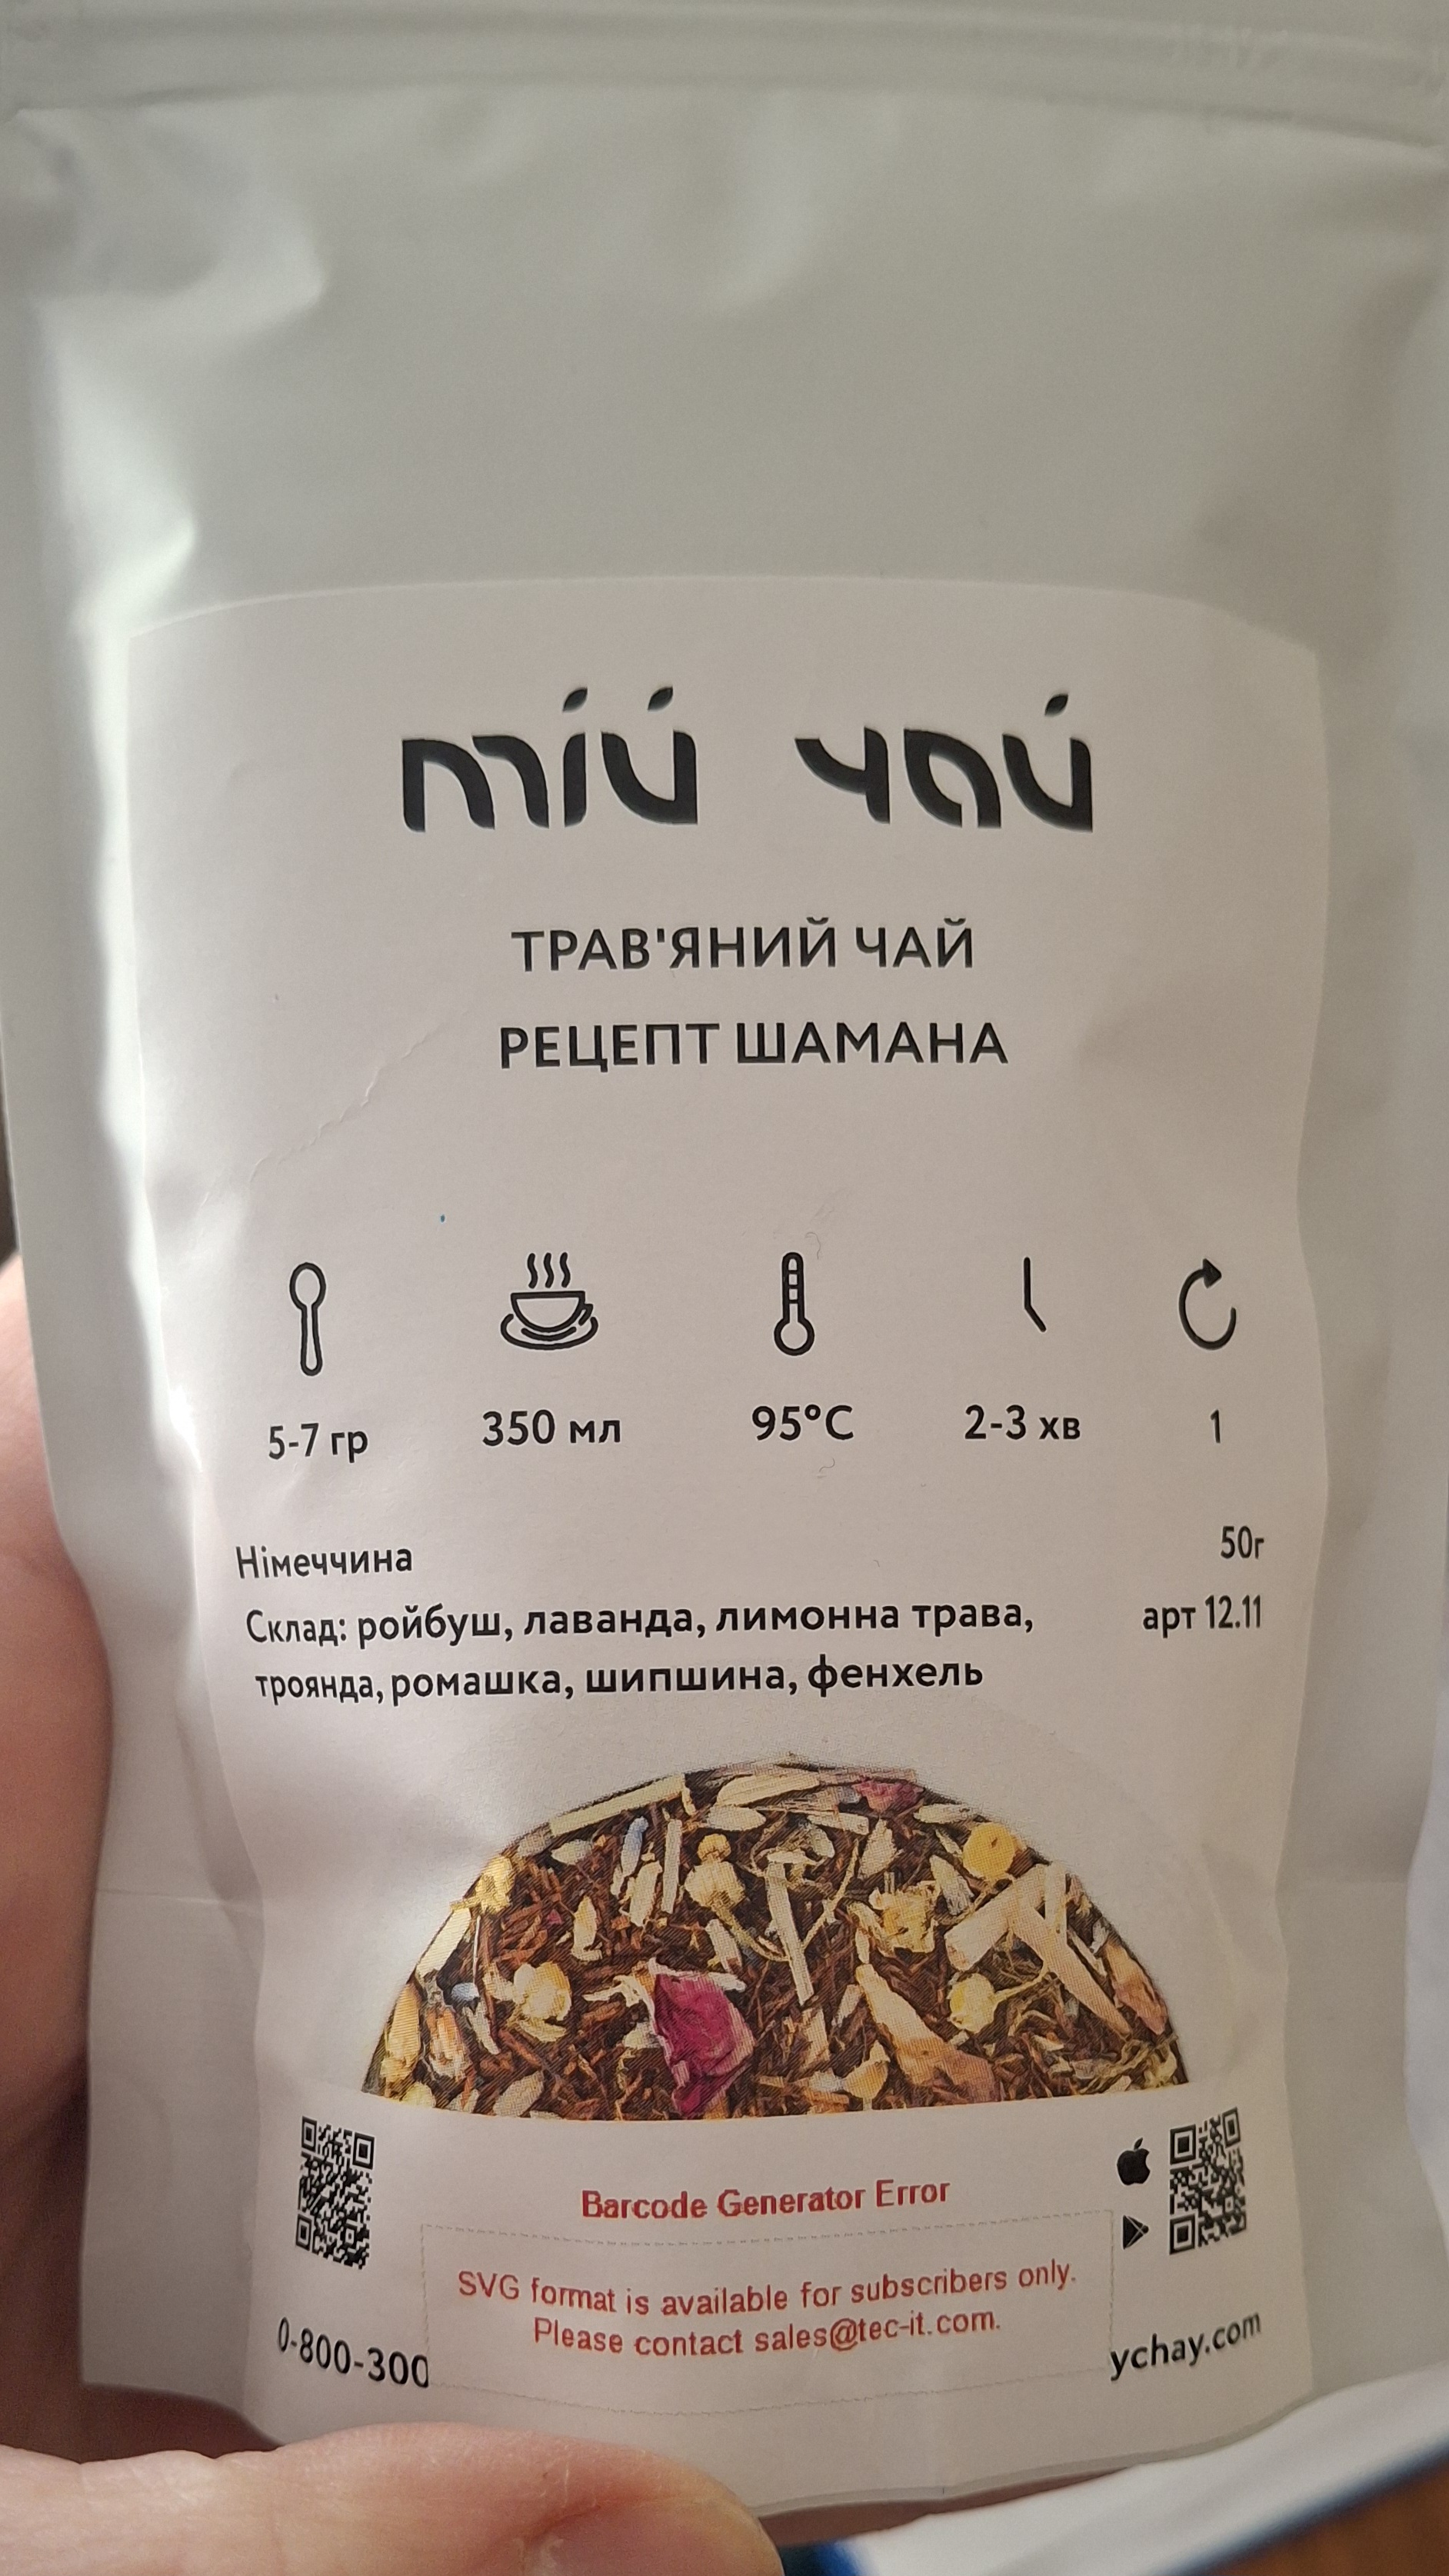 мій чай
ТРАВ'ЯНИЙ ЧАЙ
РЕЦЕПТ ШАМАНА
5-7 гр
350 мл
95°C
2-3 хв
1
Німеччина
50г
Склад: ройбуш, лаванда, лимонна трава,
арт 12.11
троянда, ромашка, шипшина, фенхель
Barcode Generator Error
SVG format is available for subscribers only.
Please contact sales@tec-it.com.
0-800-300
ychay.com